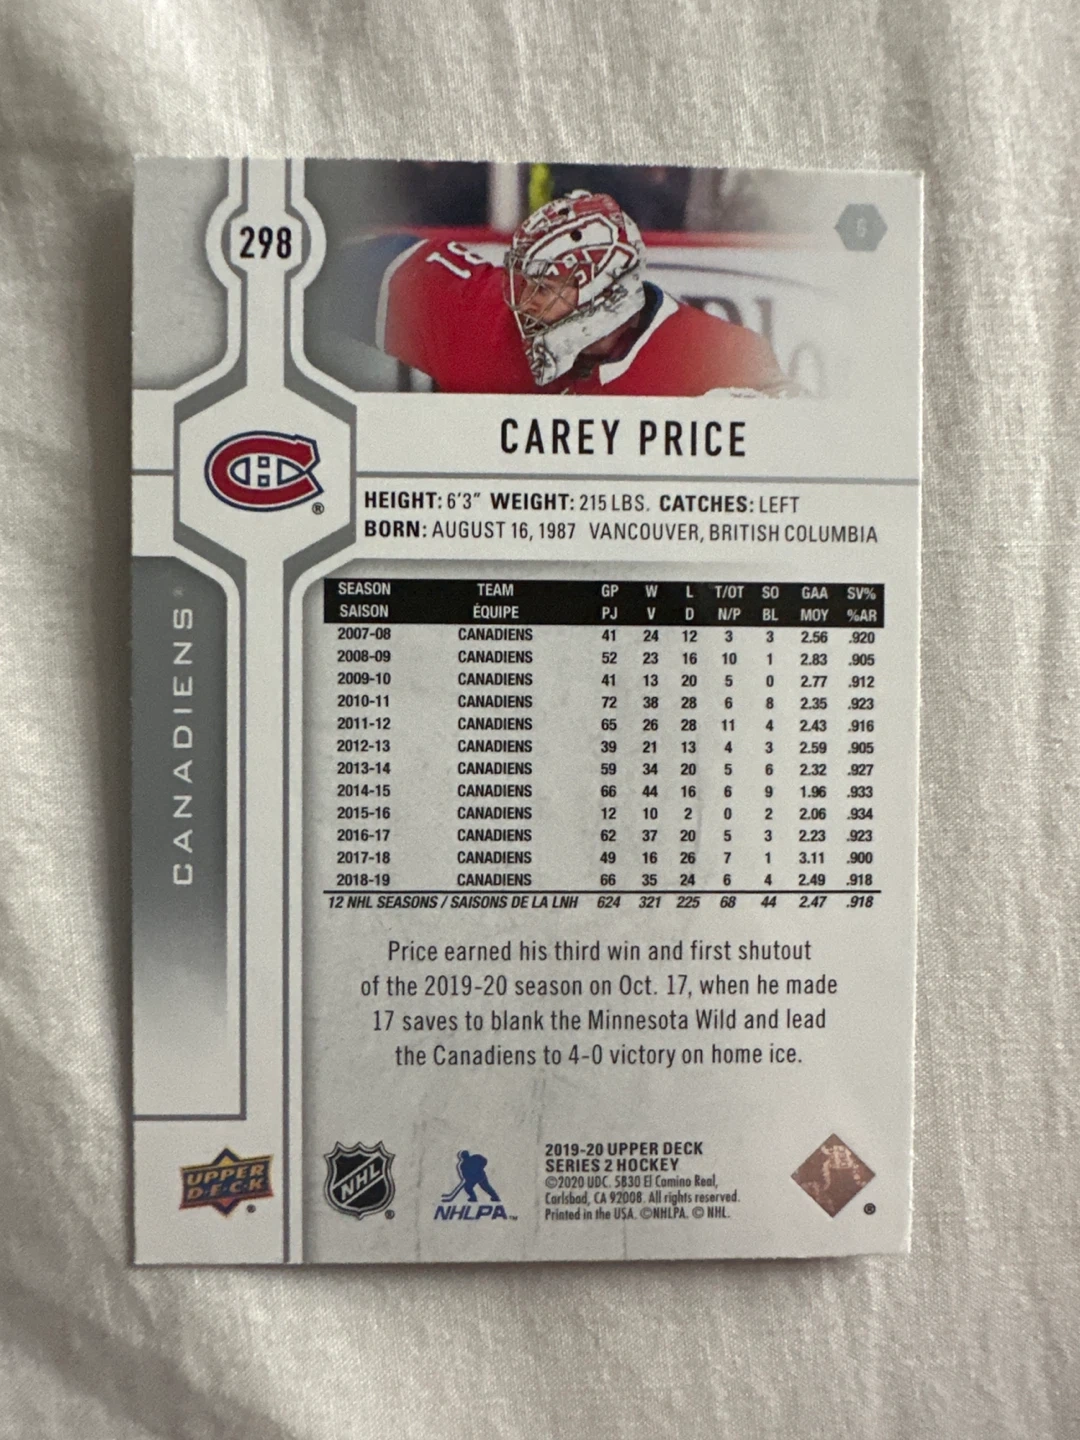 298
31
6
CAREY PRICE
HEIGHT: 6'3" WEIGHT: 215 LBS. CATCHES: LEFT
BORN: AUGUST 16, 1987 VANCOUVER, BRITISH COLUMBIA
CANADIENS®
SEASON TEAM GP W L T/OT SO GAA SV%
SAISON ÉQUIPE PJ V D N/P BL MOY %AR
2007-08 CANADIENS 41 24 12 3 3 2.56 .920
2008-09 CANADIENS 52 23 16 10 1 2.83 .905
2009-10 CANADIENS 41 13 20 5 0 2.77 .912
2010-11 CANADIENS 72 38 28 6 8 2.35 .923
2011-12 CANADIENS 65 26 28 11 4 2.43 .916
2012-13 CANADIENS 39 21 13 4 3 2.59 .905
2013-14 CANADIENS 59 34 20 5 6 2.32 .927
2014-15 CANADIENS 66 44 16 6 9 1.96 .933
2015-16 CANADIENS 12 10 2 0 2 2.06 .934
2016-17 CANADIENS 62 37 20 5 3 2.23 .923
2017-18 CANADIENS 49 16 26 7 1 3.11 .900
2018-19 CANADIENS 66 35 24 6 4 2.49 .918
12 NHL SEASONS / SAISONS DE LA LNH 624 321 225 68 44 2.47 .918
Price earned his third win and first shutout
of the 2019-20 season on Oct. 17, when he made
17 saves to blank the Minnesota Wild and lead
the Canadiens to 4-0 victory on home ice.
UPPER
D·E·C·K®
NHL®
NHLPA™
2019-20 UPPER DECK
SERIES 2 HOCKEY
©2020 UDC. 5830 El Camino Real,
Carlsbad, CA 92008. All rights reserved.
Printed in the USA. ©NHLPA. © NHL.